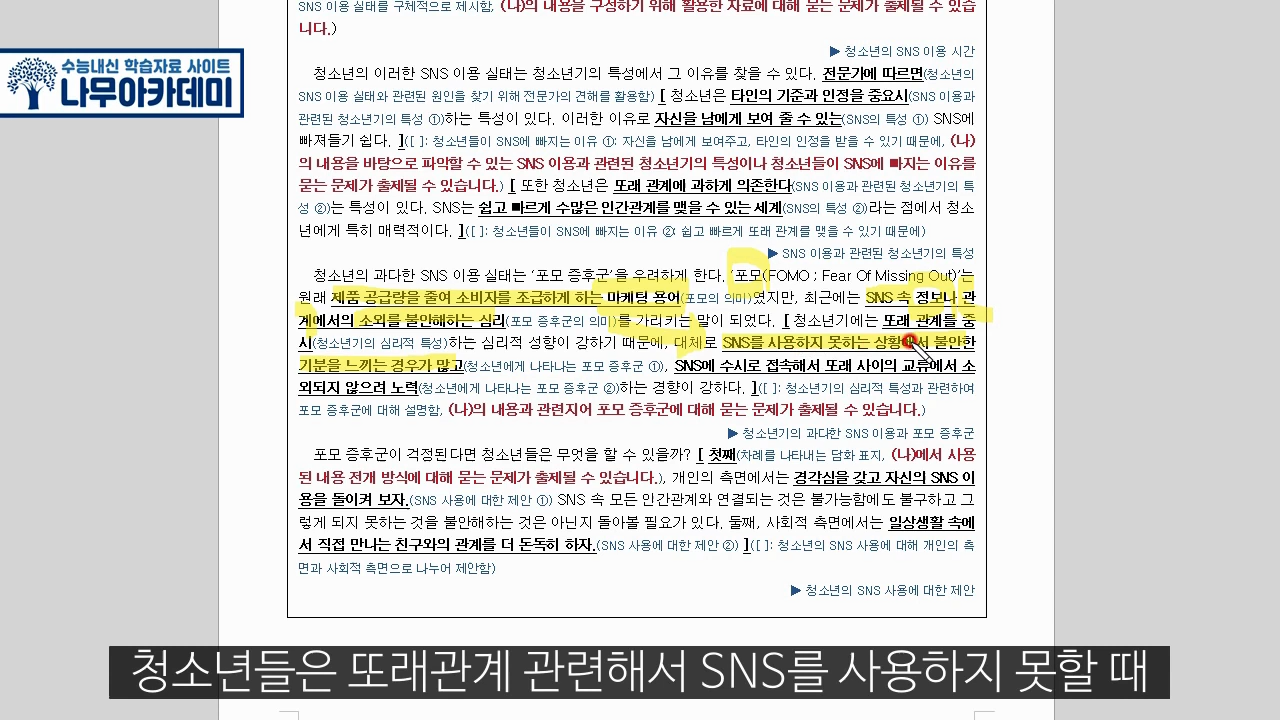 SNS 이용 실태를 구체적으로 제시함, (나)의 내용을 구성하기 위해 활용한 자료에 대해 묻는 문제가 출제될 수 있습
니다.)
▶ 청소년의 SNS 이용 시간
수능내신 학습자료 사이트
나무아카데미
청소년의 이러한 SNS 이용 실태는 청소년기의 특성에서 그 이유를 찾을 수 있다. 전문가에 따르면(청소년의
SNS 이용 실태와 관련된 원인을 찾기 위해 전문가의 견해를 활용함) [ 청소년은 타인의 기준과 인정을 중요시(SNS 이용과
관련된 청소년기의 특성 ①)하는 특성이 있다. 이러한 이유로 자신을 남에게 보여 줄 수 있는(SNS의 특성 ①) SNS에
빠져들기 쉽다. ]([ ]: 청소년들이 SNS에 빠지는 이유 ①: 자신을 남에게 보여주고, 타인의 인정을 받을 수 있기 때문에, (나)
의 내용을 바탕으로 파악할 수 있는 SNS 이용과 관련된 청소년기의 특성이나 청소년들이 SNS에 빠지는 이유를
묻는 문제가 출제될 수 있습니다.) [ 또한 청소년은 또래 관계에 과하게 의존한다(SNS 이용과 관련된 청소년기의 특
성 ②)는 특성이 있다. SNS는 쉽고 빠르게 수많은 인간관계를 맺을 수 있는 세계(SNS의 특성 ②)라는 점에서 청소
년에게 특히 매력적이다. ]([ ]: 청소년들이 SNS에 빠지는 이유 ②: 쉽고 빠르게 또래 관계를 맺을 수 있기 때문에)
▶ SNS 이용과 관련된 청소년기의 특성
청소년의 과다한 SNS 이용 실태는 ‘포모 증후군’을 우려하게 한다. ‘포모(FOMO ; Fear Of Missing Out)’는
원래 제품 공급량을 줄여 소비자를 조급하게 하는 마케팅 용어(포모의 의미)였지만, 최근에는 SNS 속 정보나 관
계에서의 소외를 불안해하는 심리(포모 증후군의 의미)를 가리키는 말이 되었다. [ 청소년기에는 또래 관계를 중
시(청소년기의 심리적 특성)하는 심리적 성향이 강하기 때문에, 대체로 SNS를 사용하지 못하는 상황에서 불안한
기분을 느끼는 경우가 많고(청소년에게 나타나는 포모 증후군 ①), SNS에 수시로 접속해서 또래 사이의 교류에서 소
외되지 않으려 노력(청소년에게 나타나는 포모 증후군 ②)하는 경향이 강하다. ]([ ]: 청소년기의 심리적 특성과 관련하여
포모 증후군에 대해 설명함, (나)의 내용과 관련지어 포모 증후군에 대해 묻는 문제가 출제될 수 있습니다.)
▶ 청소년기의 과다한 SNS 이용과 포모 증후군
포모 증후군이 걱정된다면 청소년들은 무엇을 할 수 있을까? [ 첫째(차례를 나타내는 담화 표지, (나)에서 사용
된 내용 전개 방식에 대해 묻는 문제가 출제될 수 있습니다.), 개인의 측면에서는 경각심을 갖고 자신의 SNS 이
용을 돌이켜 보자.(SNS 사용에 대한 제안 ①) SNS 속 모든 인간관계와 연결되는 것은 불가능함에도 불구하고 그
렇게 되지 못하는 것을 불안해하는 것은 아닌지 돌아볼 필요가 있다. 둘째, 사회적 측면에서는 일상생활 속에
서 직접 만나는 친구와의 관계를 더 돈독히 하자.(SNS 사용에 대한 제안 ②) ]([ ]: 청소년의 SNS 사용에 대해 개인의 측
면과 사회적 측면으로 나누어 제안함)
▶ 청소년의 SNS 사용에 대한 제안
청소년들은 또래관계 관련해서 SNS를 사용하지 못할 때